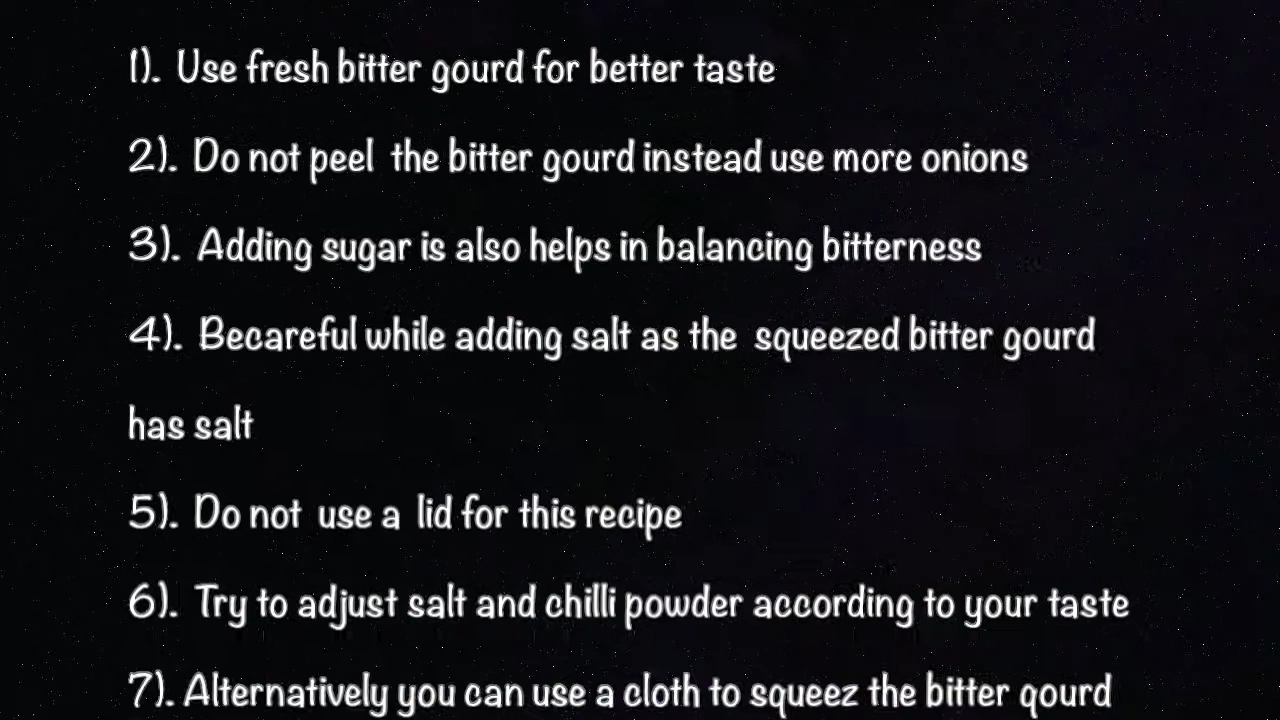 1). Use fresh bitter gourd for better taste
2). Do not peel the bitter gourd instead use more onions
3). Adding sugar is also helps in balancing bitterness
4). Becareful while adding salt as the squeezed bitter gourd
has salt
5). Do not use a lid for this recipe
6). Try to adjust salt and chilli powder according to your taste
7). Alternatively you can use a cloth to squeez the bitter gourd